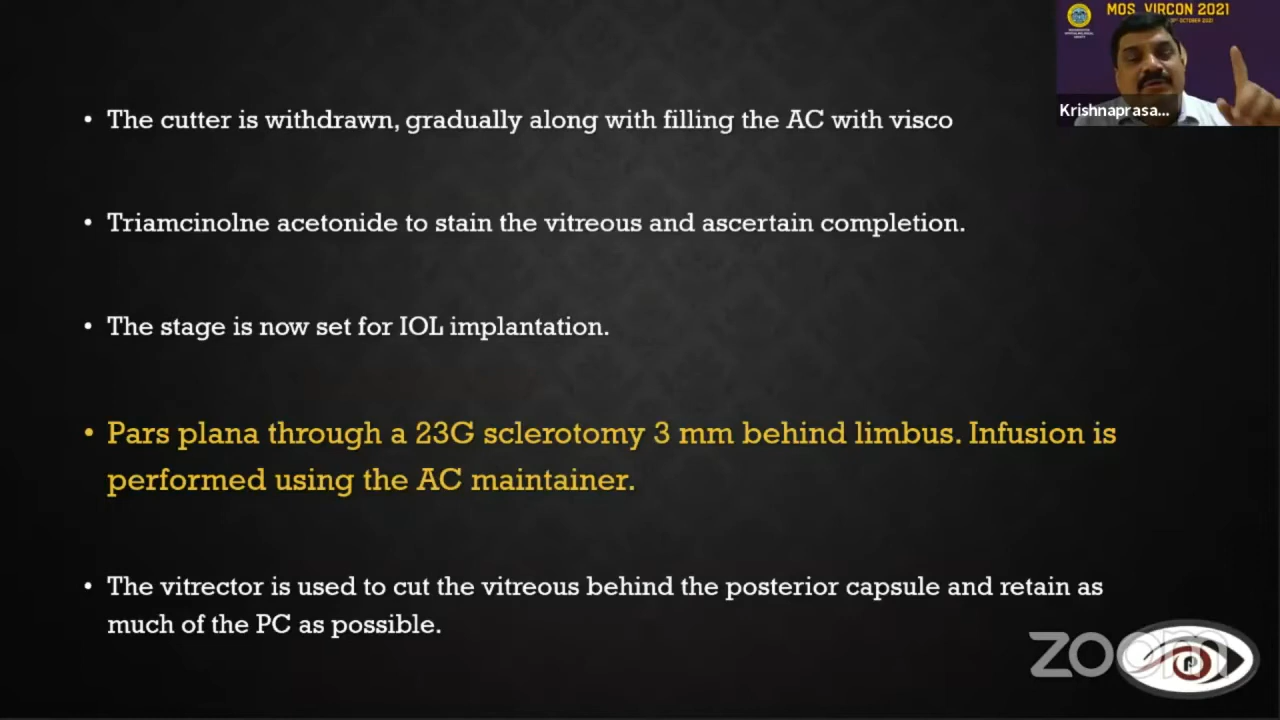 MOS VIRCON 2021
OCTOBER 2021
Krishnaprasa...
• The cutter is withdrawn, gradually along with filling the AC with visco
• Triamcinolne acetonide to stain the vitreous and ascertain completion.
• The stage is now set for IOL implantation.
• Pars plana through a 23G sclerotomy 3 mm behind limbus. Infusion is
performed using the AC maintainer.
• The vitrector is used to cut the vitreous behind the posterior capsule and retain as
much of the PC as possible.
zoom